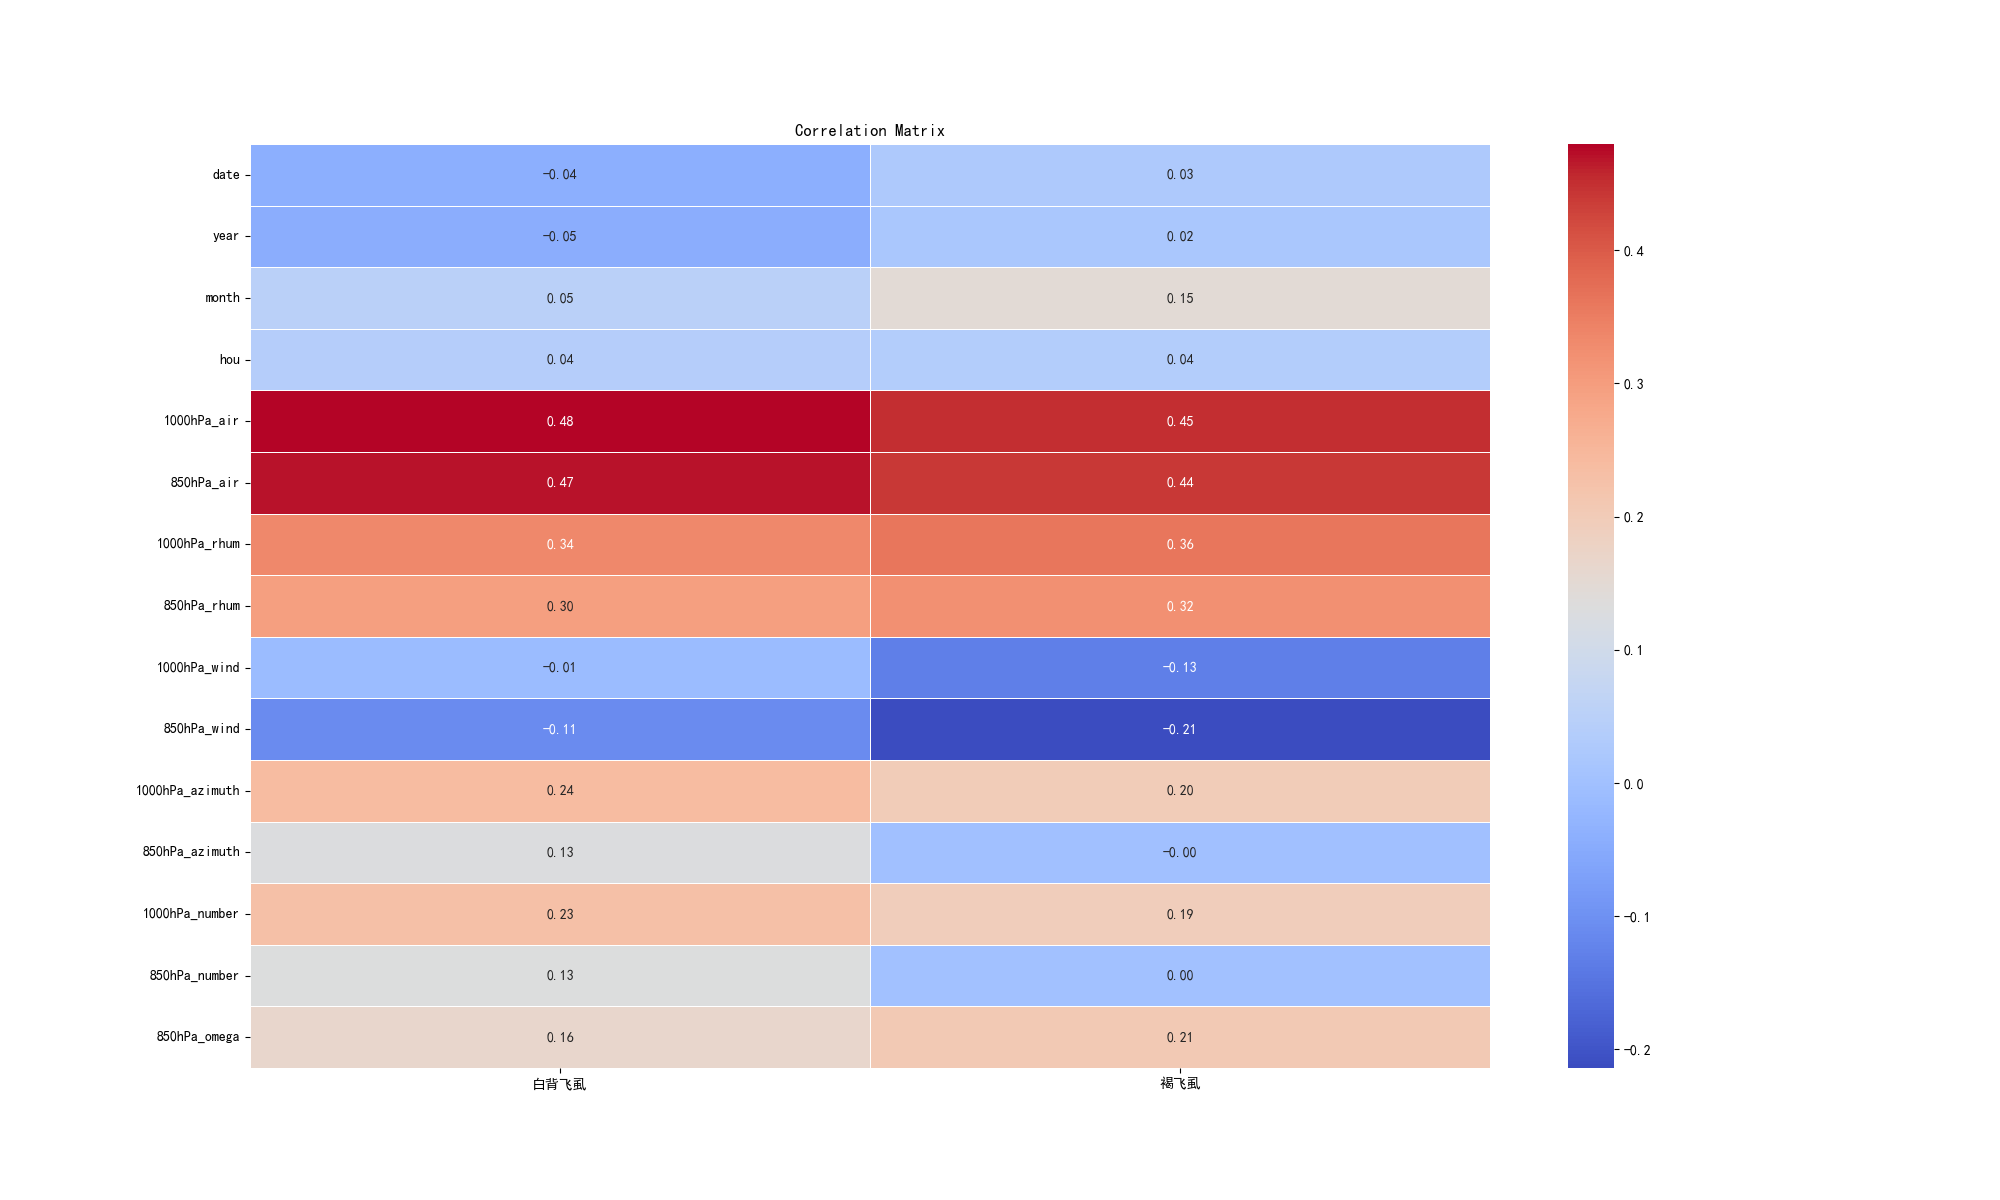 Correlation Matrix
date -0.04 0.03
year -0.05 0.02
month 0.05 0.15
hou 0.04 0.04
1000hPa_air 0.48 0.45
850hPa_air 0.47 0.44
1000hPa_rhum 0.34 0.36
850hPa_rhum 0.30 0.32
1000hPa_wind -0.01 -0.13
850hPa_wind -0.11 -0.21
1000hPa_azimuth 0.24 0.20
850hPa_azimuth 0.13 -0.00
1000hPa_number 0.23 0.19
850hPa_number 0.13 0.00
850hPa_omega 0.16 0.21
白背飞虱 褐飞虱
0.4
0.3
0.2
0.1
0.0
-0.1
-0.2